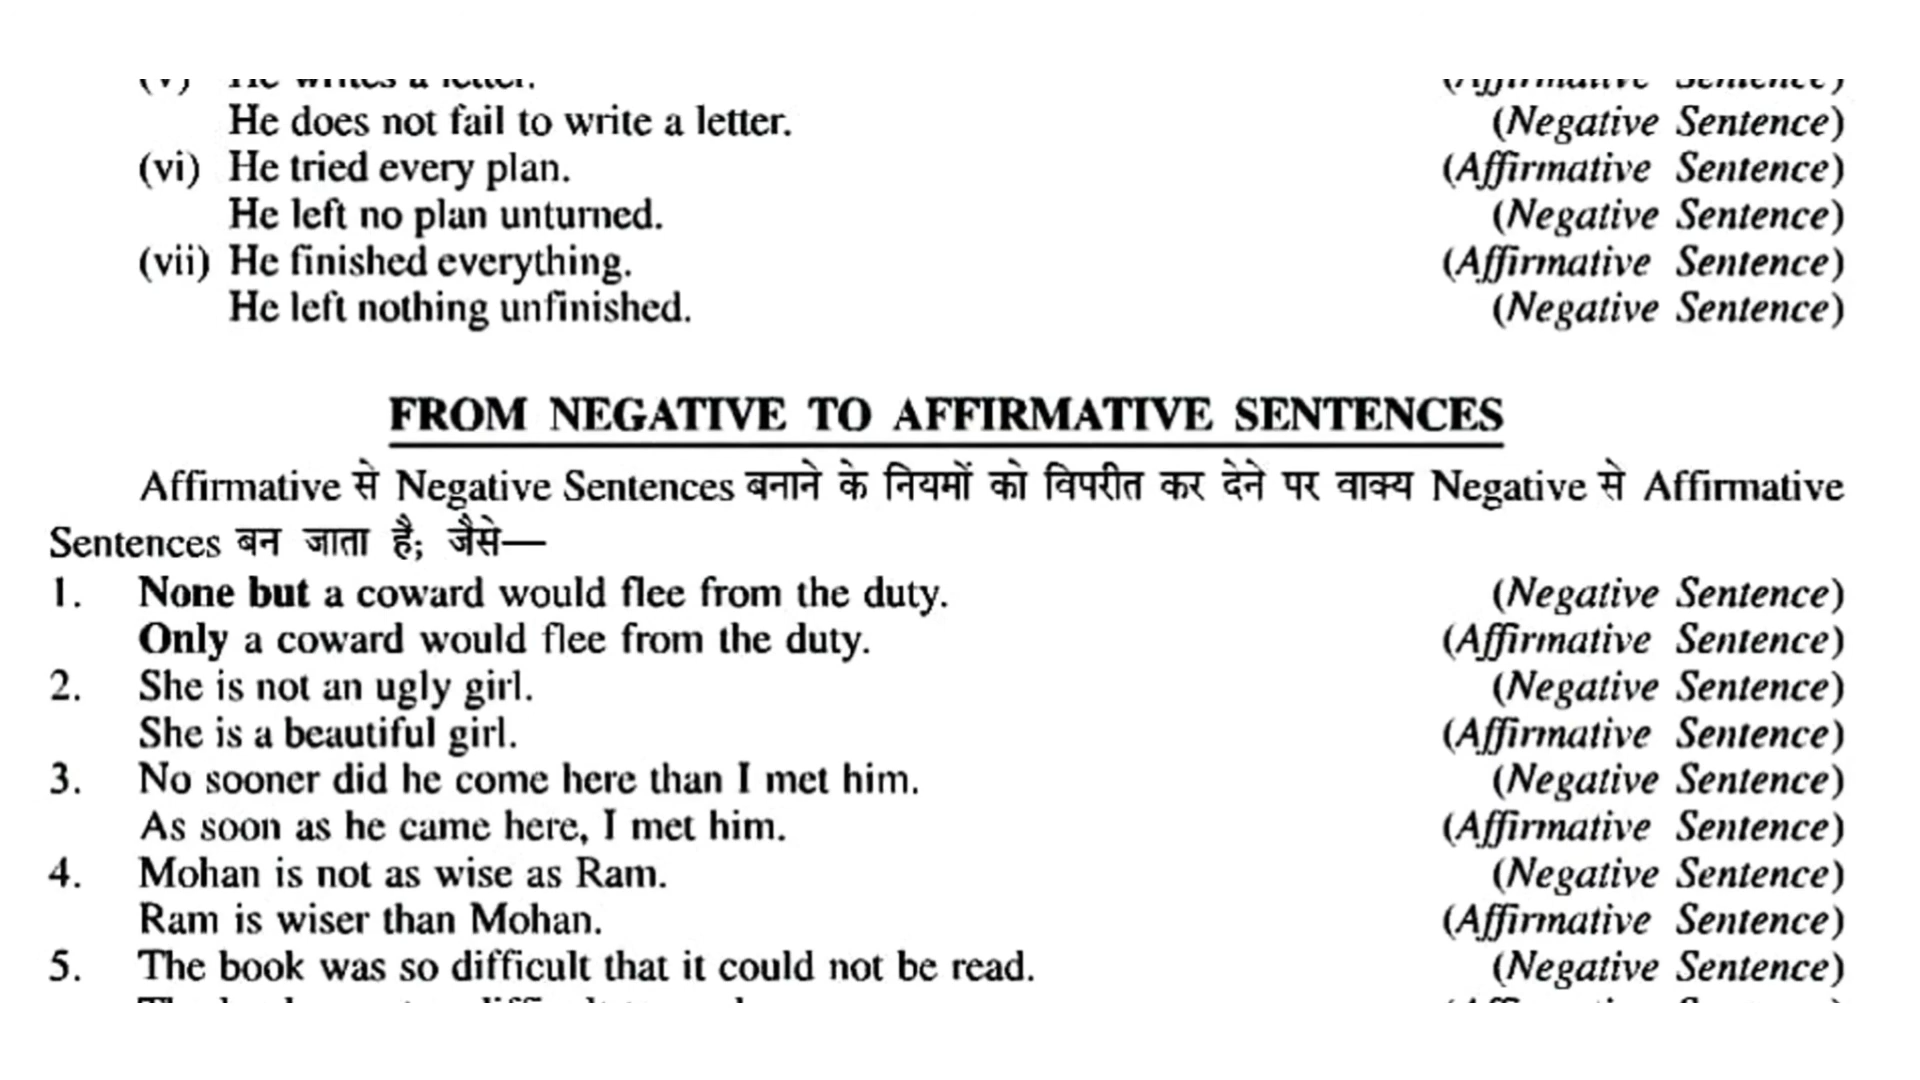 (v) He writes a letter. (Affirmative Sentence)
He does not fail to write a letter. (Negative Sentence)
(vi) He tried every plan. (Affirmative Sentence)
He left no plan unturned. (Negative Sentence)
(vii) He finished everything. (Affirmative Sentence)
He left nothing unfinished. (Negative Sentence)
FROM NEGATIVE TO AFFIRMATIVE SENTENCES
Affirmative से Negative Sentences बनाने के नियमों को विपरीत कर देने पर वाक्य Negative से Affirmative
Sentences बन जाता है; जैसे—
1. None but a coward would flee from the duty. (Negative Sentence)
Only a coward would flee from the duty. (Affirmative Sentence)
2. She is not an ugly girl. (Negative Sentence)
She is a beautiful girl. (Affirmative Sentence)
3. No sooner did he come here than I met him. (Negative Sentence)
As soon as he came here, I met him. (Affirmative Sentence)
4. Mohan is not as wise as Ram. (Negative Sentence)
Ram is wiser than Mohan. (Affirmative Sentence)
5. The book was so difficult that it could not be read. (Negative Sentence)